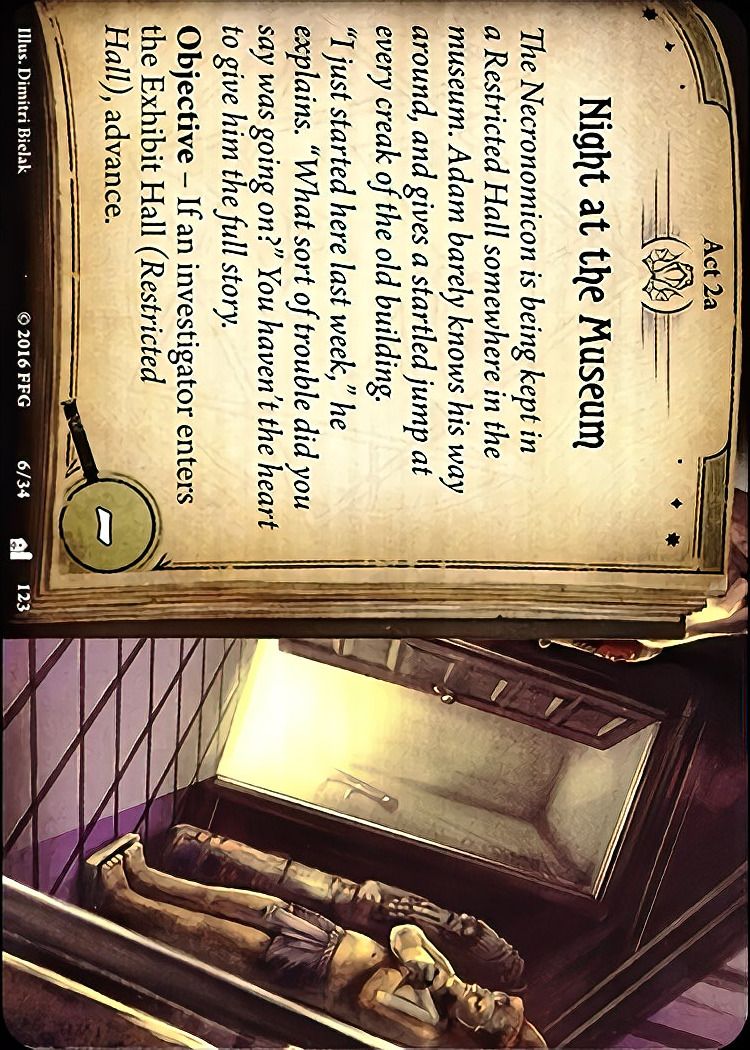 Act 2a
Night at the Museum
The Necronomicon is being kept in
a Restricted Hall somewhere in the
museum. Adam barely knows his way
around, and gives a startled jump at
every creak of the old building.
“I just started here last week,” he
explains. “What sort of trouble did you
say was going on?” You haven’t the heart
to give him the full story.
Objective – If an investigator enters
the Exhibit Hall (Restricted
Hall), advance.
–
Illus. Dimitri Bielak © 2016 FFG 6/34 123